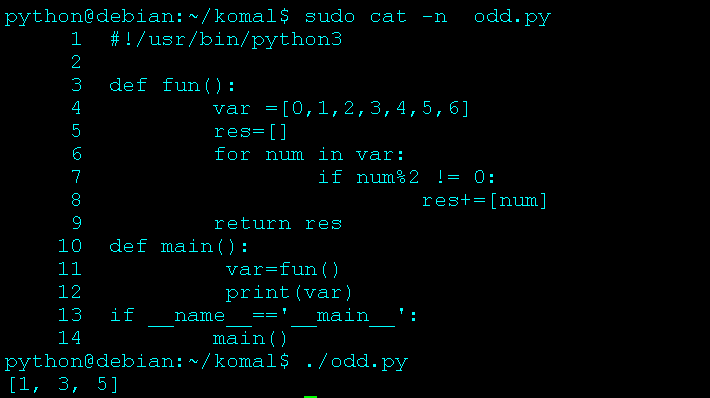 python@debian:~/komal$ sudo cat -n  odd.py
     1  #!/usr/bin/python3
     2
     3  def fun():
     4          var =[0,1,2,3,4,5,6]
     5          res=[]
     6          for num in var:
     7                  if num%2 != 0:
     8                          res+=[num]
     9          return res
    10  def main():
    11           var=fun()
    12           print(var)
    13  if __name__=='__main__':
    14          main()
python@debian:~/komal$ ./odd.py
[1, 3, 5]